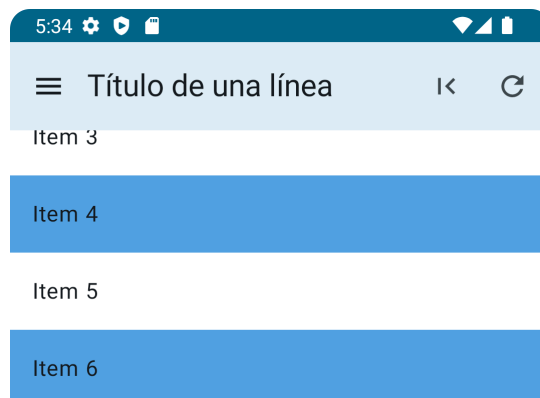 5:34
Título de una línea
Item 3
Item 4
Item 5
Item 6